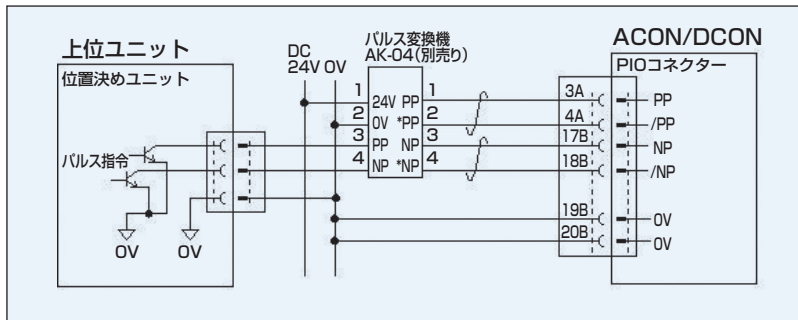 上位ユニット
位置決めユニット
パルス指令
0V
0V
DC
24V 0V
パルス変換機
AK-04(別売り)
1 24V PP 1
2 0V *PP 2
3 PP NP 3
4 NP *NP 4
ACON/DCON
PIOコネクター
3A PP
4A /PP
17B NP
18B /NP
19B 0V
20B 0V